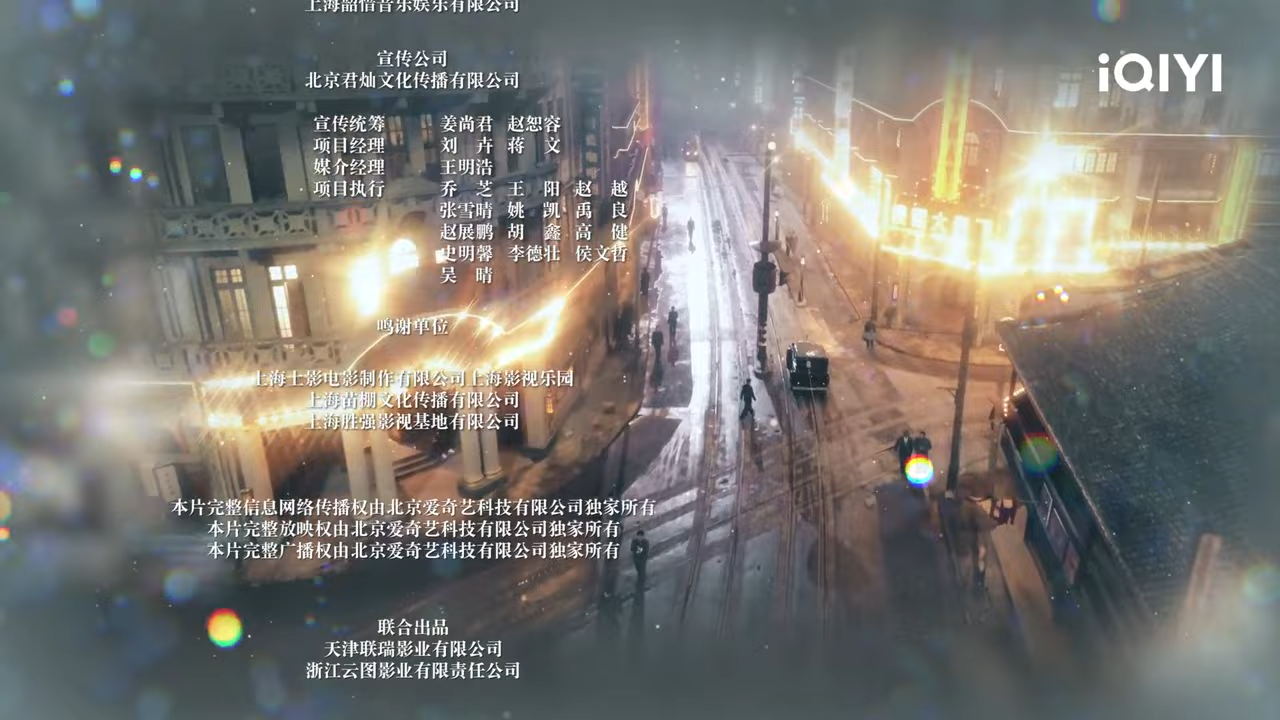 上海韶愔音乐娱乐有限公司
iQIYI
宣传公司
北京君灿文化传播有限公司
宣传统筹 姜尚君 赵恕容
项目经理 刘 卉 蒋 文
媒介经理 王明浩
项目执行 乔 芝 王 阳 赵 越
张雪晴 姚 凯 禹 良
赵展鹏 胡 鑫 高 健
史明馨 李德壮 侯文哲
吴 晴
鸣谢单位
上海士影电影制作有限公司上海影视乐园
上海苗棚文化传播有限公司
上海胜强影视基地有限公司
本片完整信息网络传播权由北京爱奇艺科技有限公司独家所有
本片完整放映权由北京爱奇艺科技有限公司独家所有
本片完整广播权由北京爱奇艺科技有限公司独家所有
联合出品
天津联瑞影业有限公司
浙江云图影业有限责任公司